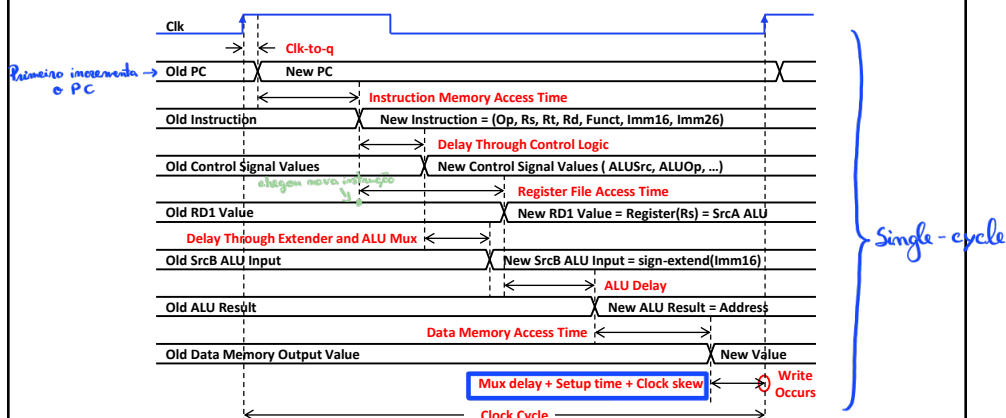 Clk
Clk-to-q
Primeiro incrementa → Old PC New PC
o PC
Instruction Memory Access Time
Old Instruction New Instruction = (Op, Rs, Rt, Rd, Funct, Imm16, Imm26)
Delay Through Control Logic
Old Control Signal Values New Control Signal Values ( ALUSrc, ALUOp, …)
chegou nova instrução
Register File Access Time
Old RD1 Value New RD1 Value = Register(Rs) = SrcA ALU
Single-cycle
Delay Through Extender and ALU Mux
Old SrcB ALU Input New SrcB ALU Input = sign-extend(Imm16)
ALU Delay
Old ALU Result New ALU Result = Address
Data Memory Access Time
Old Data Memory Output Value New Value
Mux delay + Setup time + Clock skew Write
Occurs
Clock Cycle